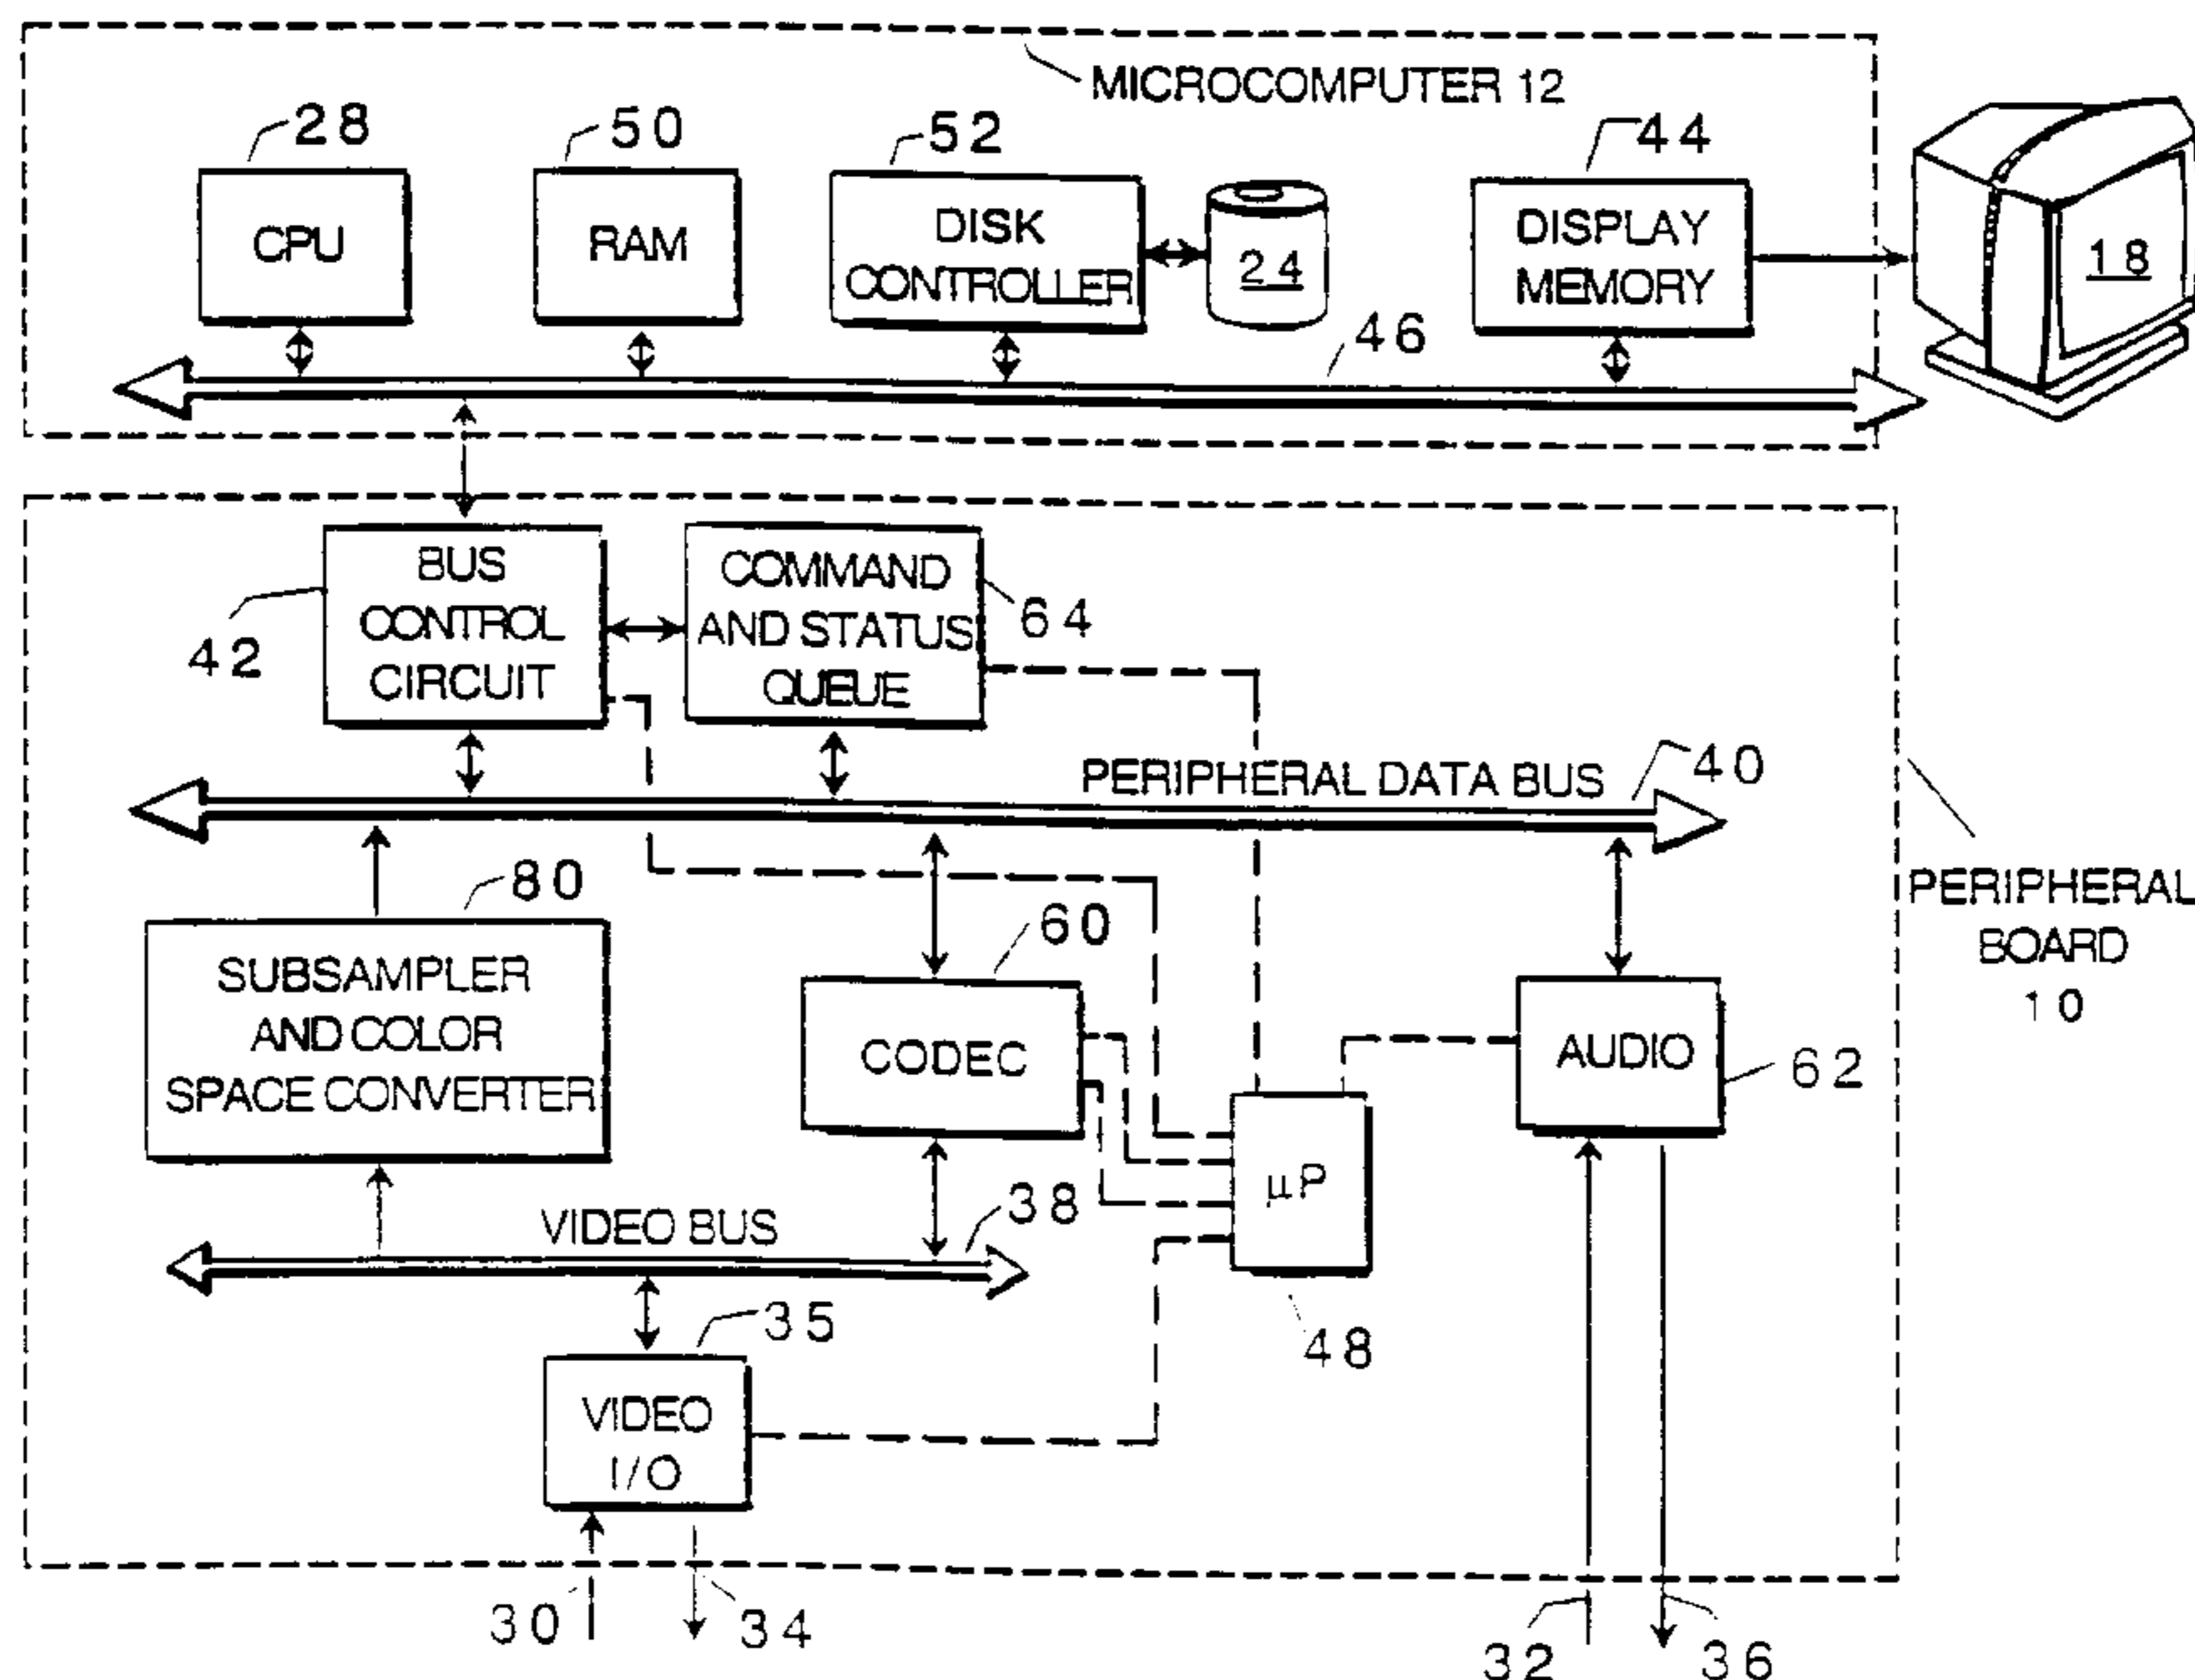 MICROCOMPUTER 12
28
50
52
44
CPU
RAM
DISK
CONTROLLER
24
DISPLAY
MEMORY
18
46
BUS
CONTROL
CIRCUIT
42
COMMAND
AND STATUS
QUEUE
64
PERIPHERAL DATA BUS
40
80
SUBSAMPLER
AND COLOR
SPACE CONVERTER
60
CODEC
PERIPHERAL
BOARD
10
AUDIO
62
µP
48
VIDEO BUS
38
35
VIDEO
I/O
30
34
32
36